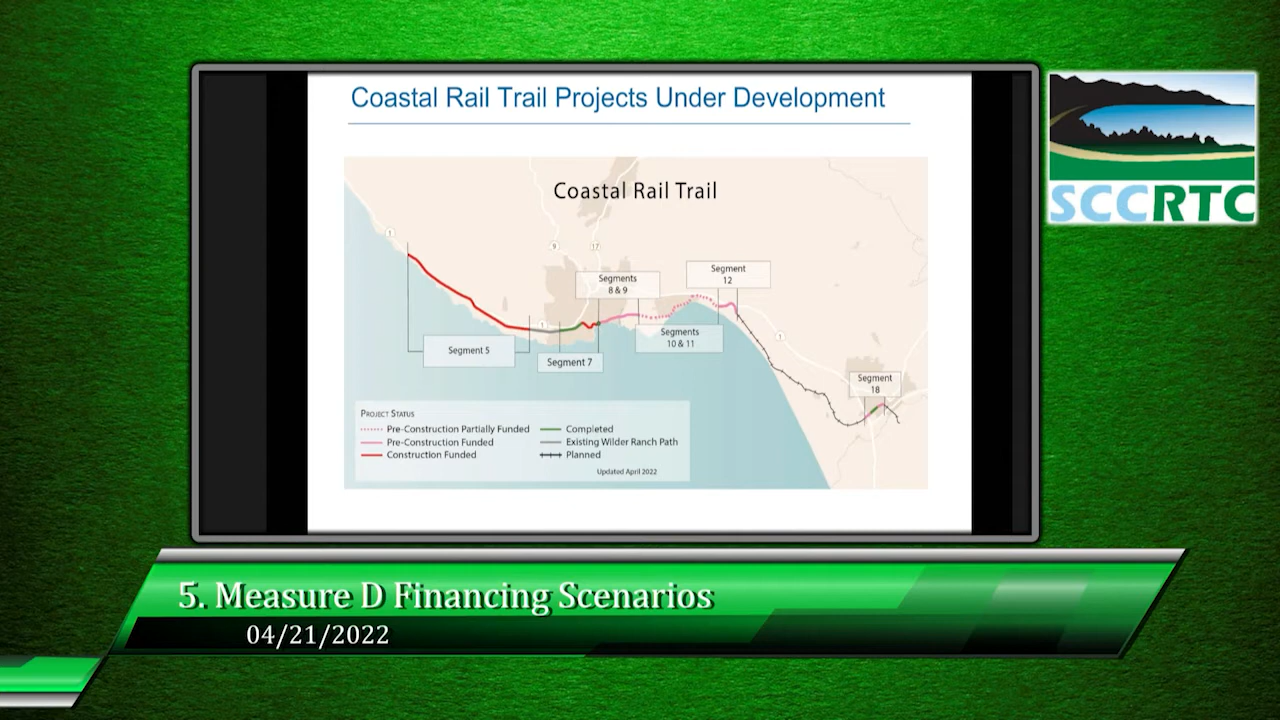 Coastal Rail Trail Projects Under Development
Coastal Rail Trail
1
9
17
Segments
8 & 9
Segment
12
1
Segments
10 & 11
1
Segment 5
Segment 7
Segment
18
PROJECT STATUS
Pre-Construction Partially Funded
Pre-Construction Funded
Construction Funded
Completed
Existing Wilder Ranch Path
Planned
Updated April 2022
SCCRTC
5. Measure D Financing Scenarios
04/21/2022